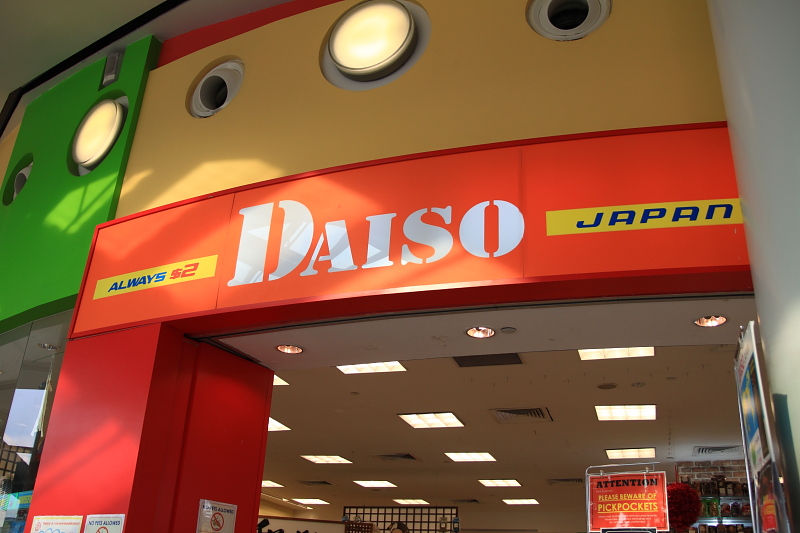 ALWAYS $2
DAISO
JAPAN
ATTENTION
PLEASE BEWARE OF
PICKPOCKETS
NO PETS ALLOWED